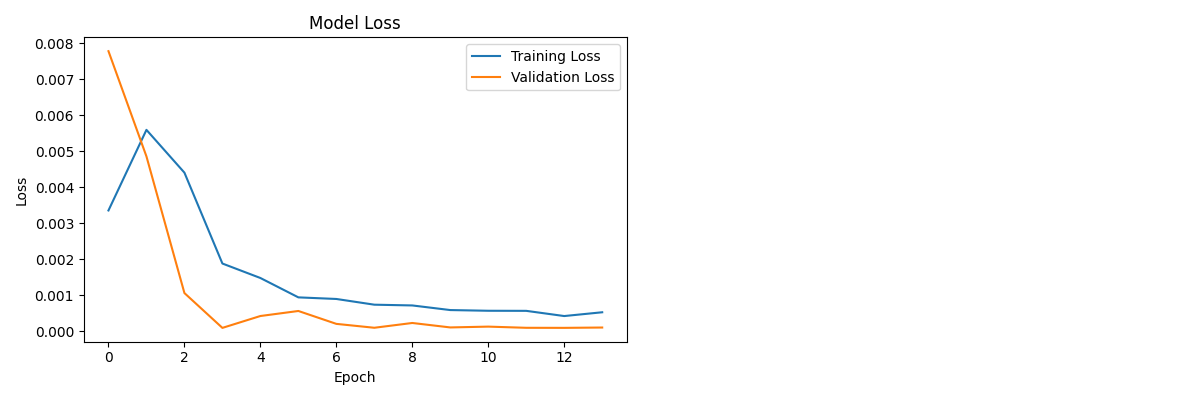 Model Loss
0.008
0.007
0.006
0.005
0.004
0.003
0.002
0.001
0.000
Loss
Training Loss
Validation Loss
0 2 4 6 8 10 12
Epoch